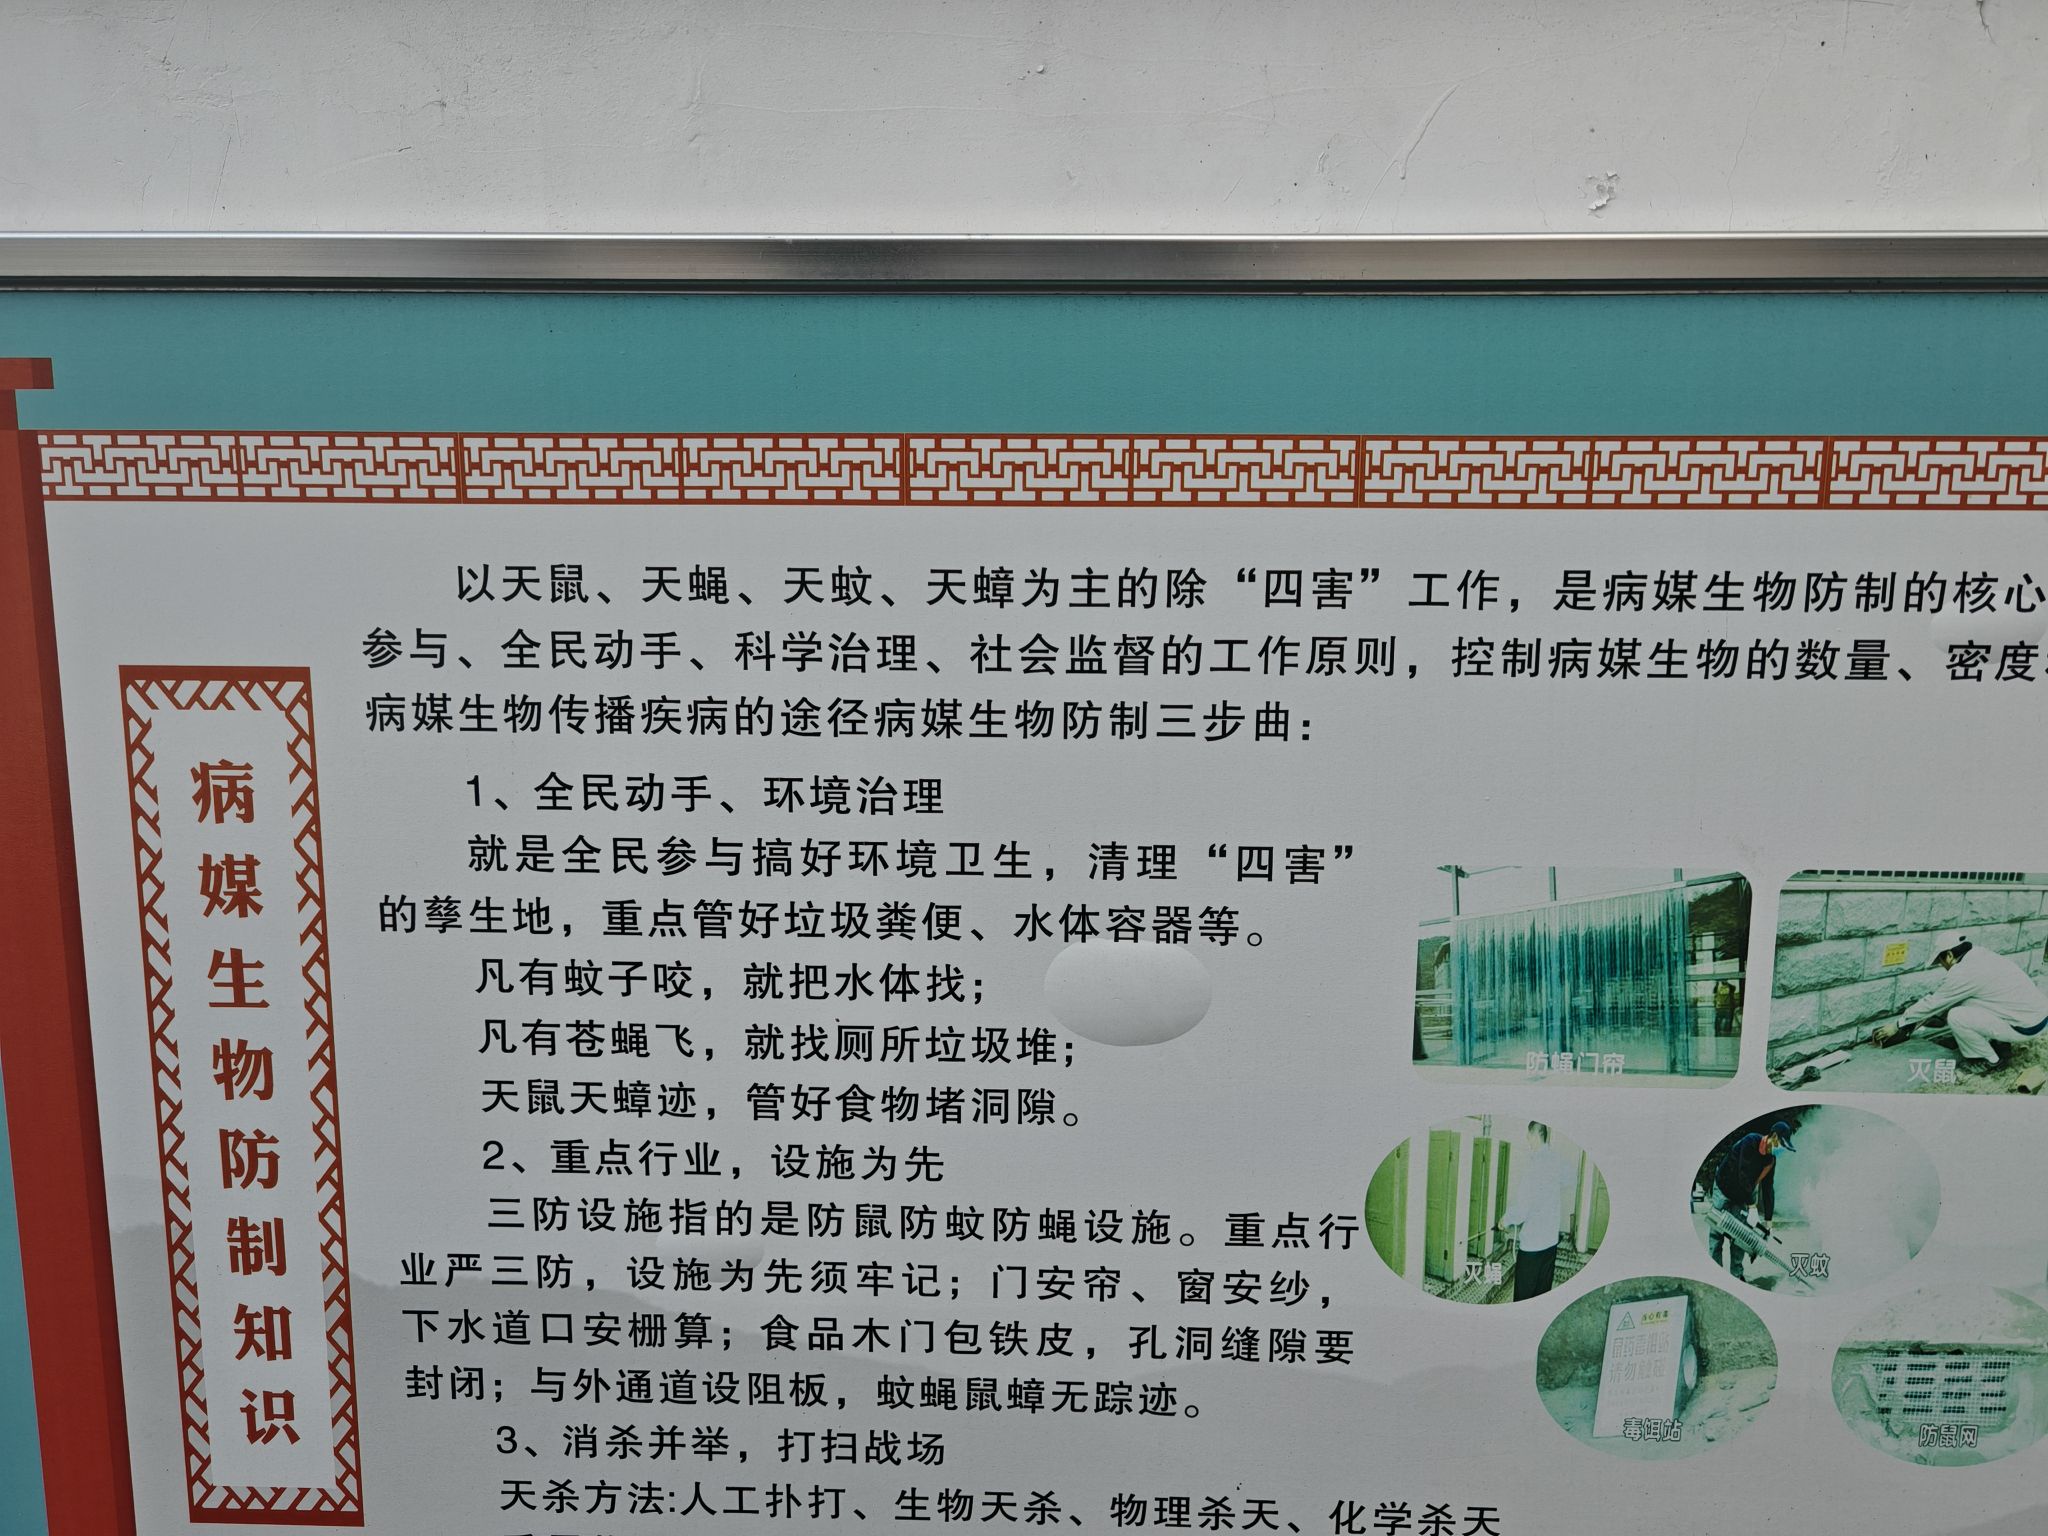 病媒生物防制知识
以天鼠、天蝇、天蚊、天蟑为主的除“四害”工作，是病媒生物防制的核心
参与、全民动手、科学治理、社会监督的工作原则，控制病媒生物的数量、密度
病媒生物传播疾病的途径病媒生物防制三步曲：
1、全民动手、环境治理
就是全民参与搞好环境卫生，清理“四害”
的孳生地，重点管好垃圾粪便、水体容器等。
凡有蚊子咬，就把水体找；
凡有苍蝇飞，就找厕所垃圾堆；
天鼠天蟑迹，管好食物堵洞隙。
2、重点行业，设施为先
三防设施指的是防鼠防蚊防蝇设施。重点行
业严三防，设施为先须牢记；门安帘、窗安纱，
下水道口安栅算；食品木门包铁皮，孔洞缝隙要
封闭；与外通道设阻板，蚊蝇鼠蟑无踪迹。
3、消杀并举，打扫战场
天杀方法:人工扑打、生物天杀、物理杀天、化学杀天
防蝇门帘
灭鼠
灭蝇
灭蚊
毒饵站
防鼠网